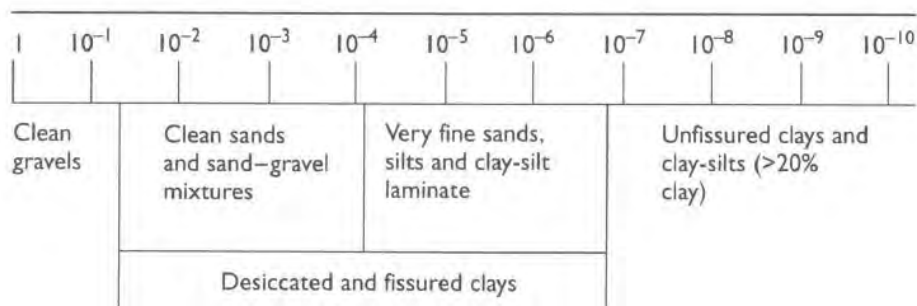 1 10⁻¹ 10⁻² 10⁻³ 10⁻⁴ 10⁻⁵ 10⁻⁶ 10⁻⁷ 10⁻⁸ 10⁻⁹ 10⁻¹⁰
Clean
gravels
Clean sands
and sand–gravel
mixtures
Very fine sands,
silts and clay-silt
laminate
Unfissured clays and
clay-silts (>20%
clay)
Desiccated and fissured clays